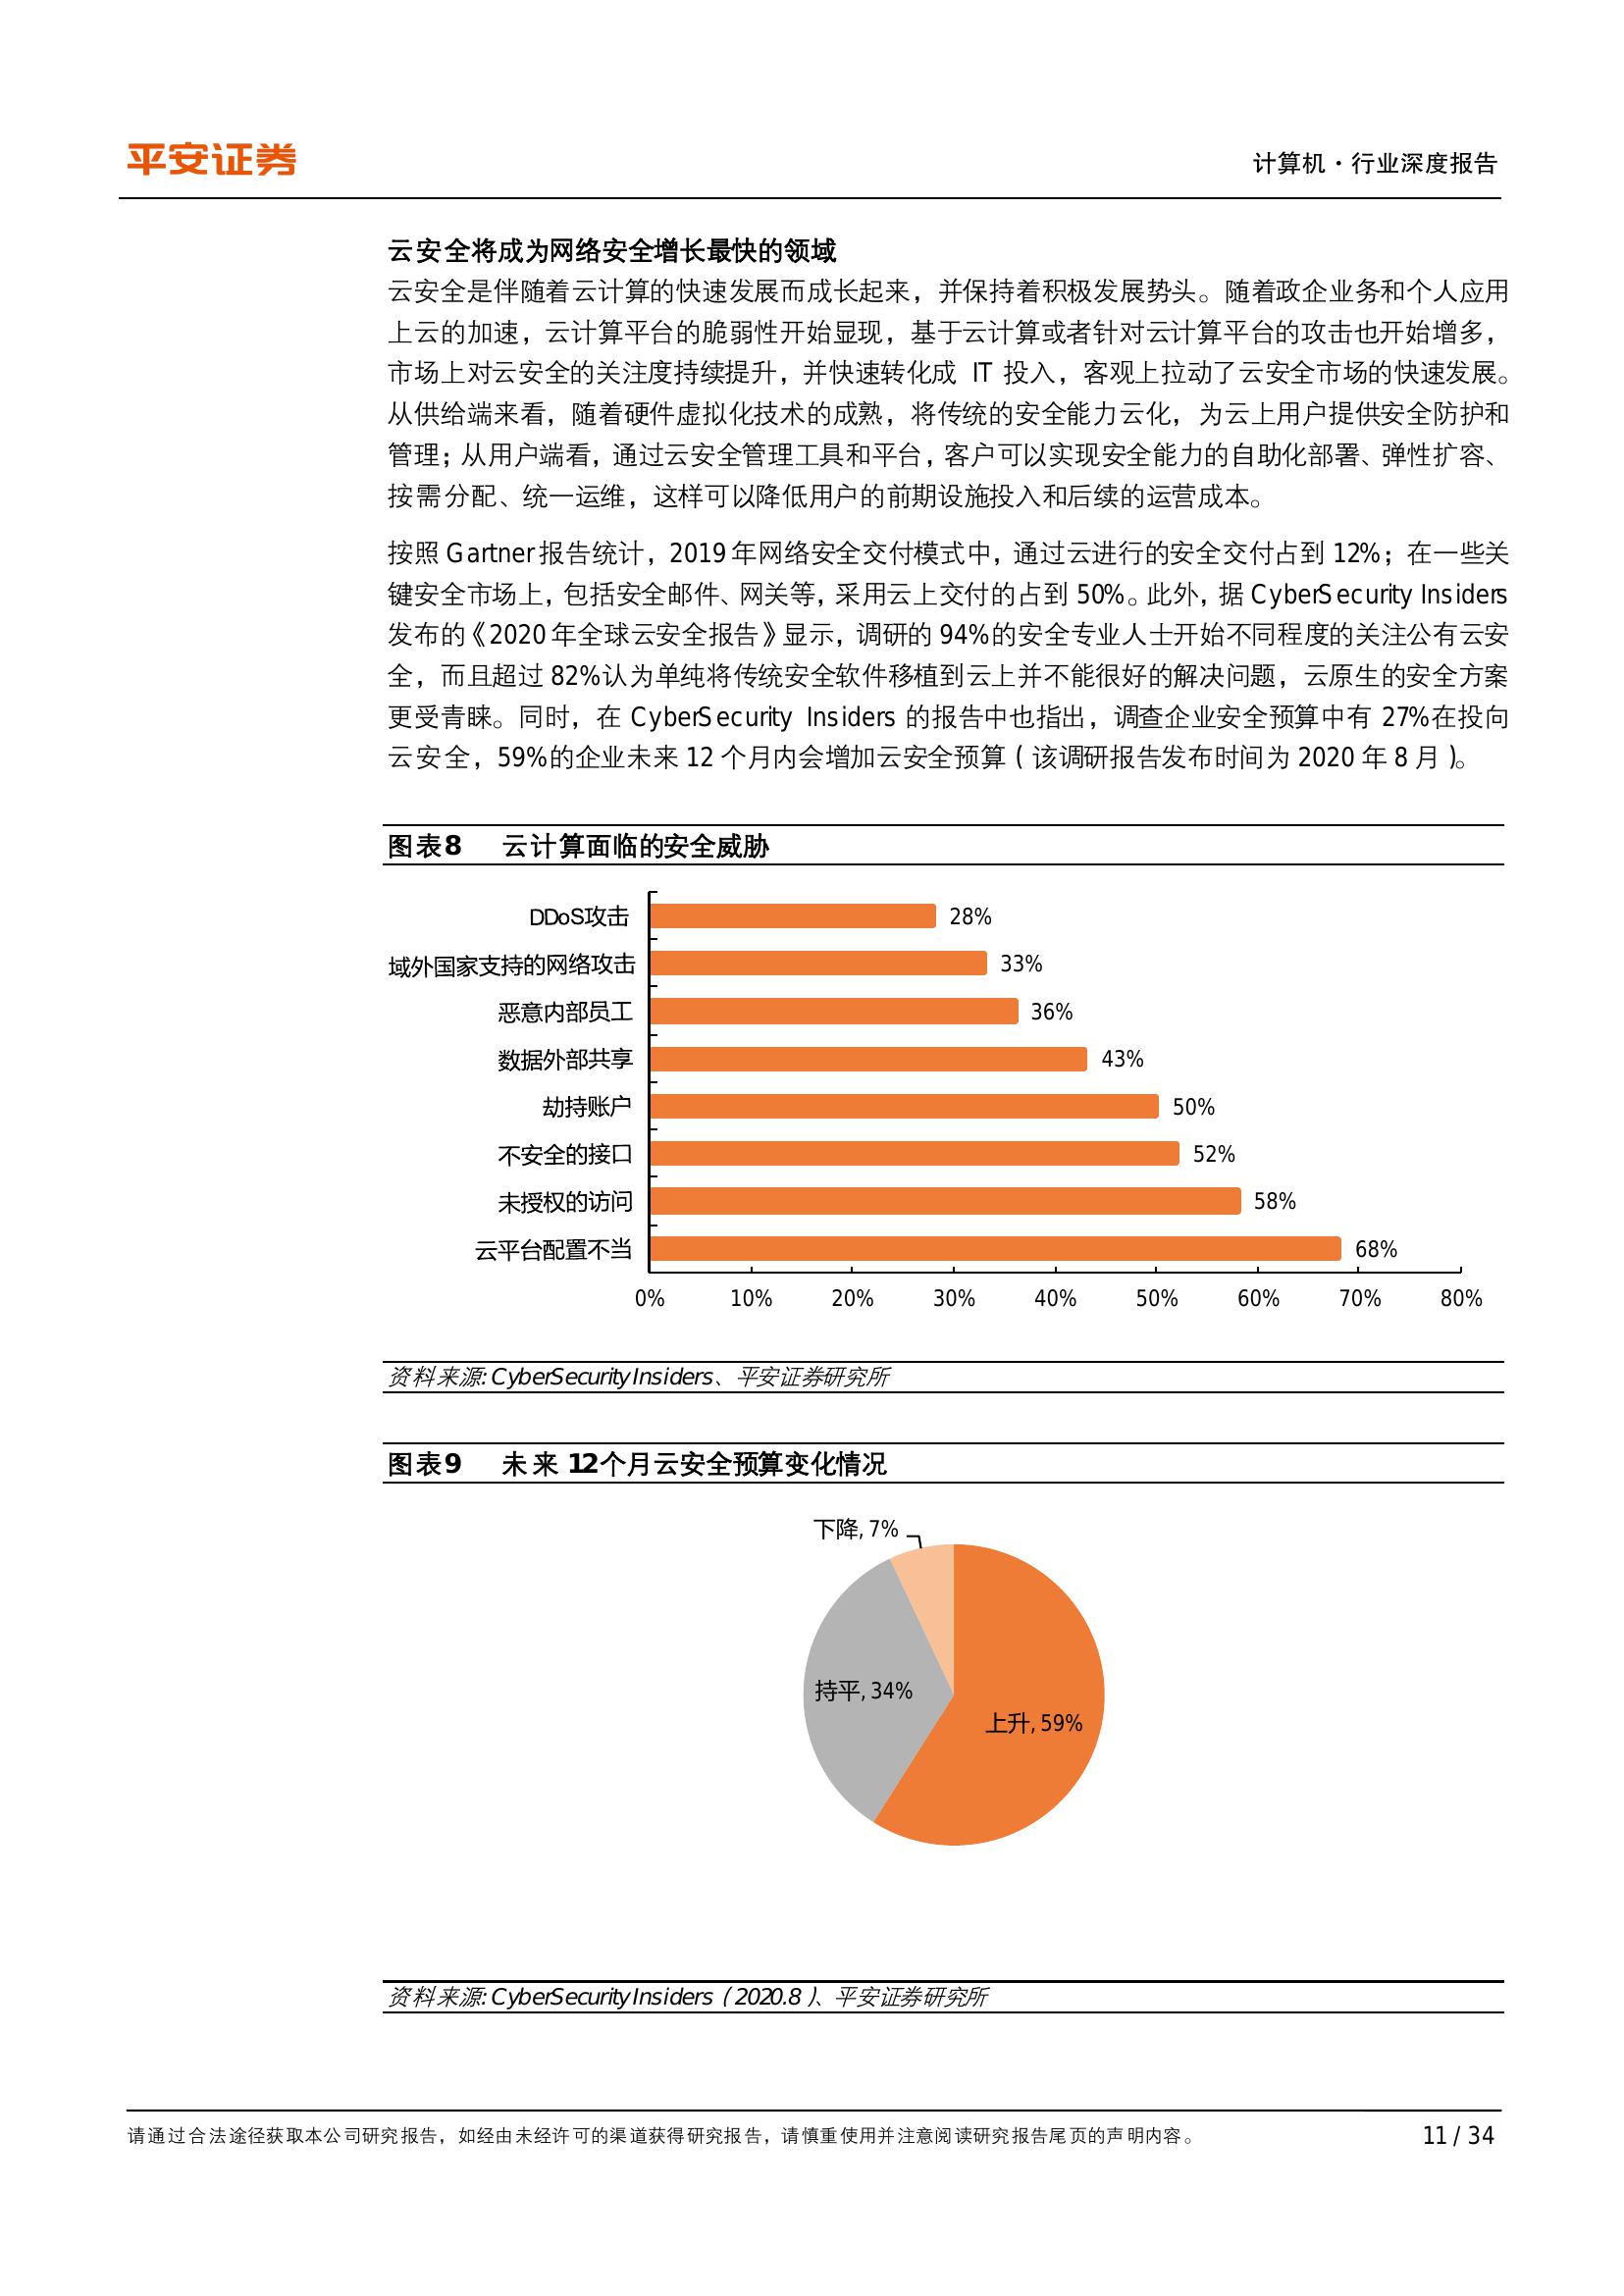 平安证券
计算机·行业深度报告
云安全将成为网络安全增长最快的领域
云安全是伴随着云计算的快速发展而成长起来，并保持着积极发展势头。随着政企业务和个人应用
上云的加速，云计算平台的脆弱性开始显现，基于云计算或者针对云计算平台的攻击也开始增多，
市场上对云安全的关注度持续提升，并快速转化成 IT 投入，客观上拉动了云安全市场的快速发展。
从供给端来看，随着硬件虚拟化技术的成熟，将传统的安全能力云化，为云上用户提供安全防护和
管理；从用户端看，通过云安全管理工具和平台，客户可以实现安全能力的自助化部署、弹性扩容、
按需分配、统一运维，这样可以降低用户的前期设施投入和后续的运营成本。
按照 Gartner 报告统计，2019 年网络安全交付模式中，通过云进行的安全交付占到 12%；在一些关
键安全市场上，包括安全邮件、网关等，采用云上交付的占到 50%。此外，据 CyberSecurity Insiders
发布的《2020 年全球云安全报告》显示，调研的 94%的安全专业人士开始不同程度的关注公有云安
全，而且超过 82%认为单纯将传统安全软件移植到云上并不能很好的解决问题，云原生的安全方案
更受青睐。同时，在 CyberSecurity Insiders 的报告中也指出，调查企业安全预算中有 27%在投向
云安全，59%的企业未来 12 个月内会增加云安全预算（该调研报告发布时间为 2020 年 8 月）。
图表8 云计算面临的安全威胁
DDoS攻击 28%
域外国家支持的网络攻击 33%
恶意内部员工 36%
数据外部共享 43%
劫持账户 50%
不安全的接口 52%
未授权的访问 58%
云平台配置不当 68%
0% 10% 20% 30% 40% 50% 60% 70% 80%
资料来源: CyberSecurity Insiders、平安证券研究所
图表9 未来 12个月云安全预算变化情况
下降, 7%
持平, 34%
上升, 59%
资料来源: CyberSecurity Insiders（2020.8）、平安证券研究所
请通过合法途径获取本公司研究报告，如经由未经许可的渠道获得研究报告，请慎重使用并注意阅读研究报告尾页的声明内容。
11 / 34